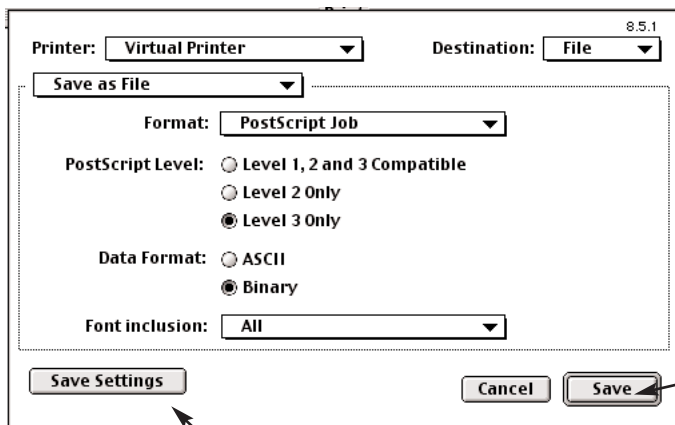 8.5.1
Printer: Virtual Printer Destination: File
Save as File
Format: PostScript Job
PostScript Level: Level 1, 2 and 3 Compatible
Level 2 Only
Level 3 Only
Data Format: ASCII
Binary
Font inclusion: All
Save Settings
Cancel Save